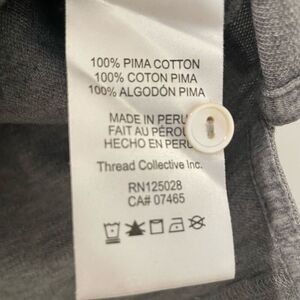 100% PIMA COTTON
100% COTON PIMA
100% ALGODÓN PIMA
MADE IN PERU
FAIT AU PÉROU
HECHO EN PERU
Thread Collective Inc.
RN125028
CA# 07465